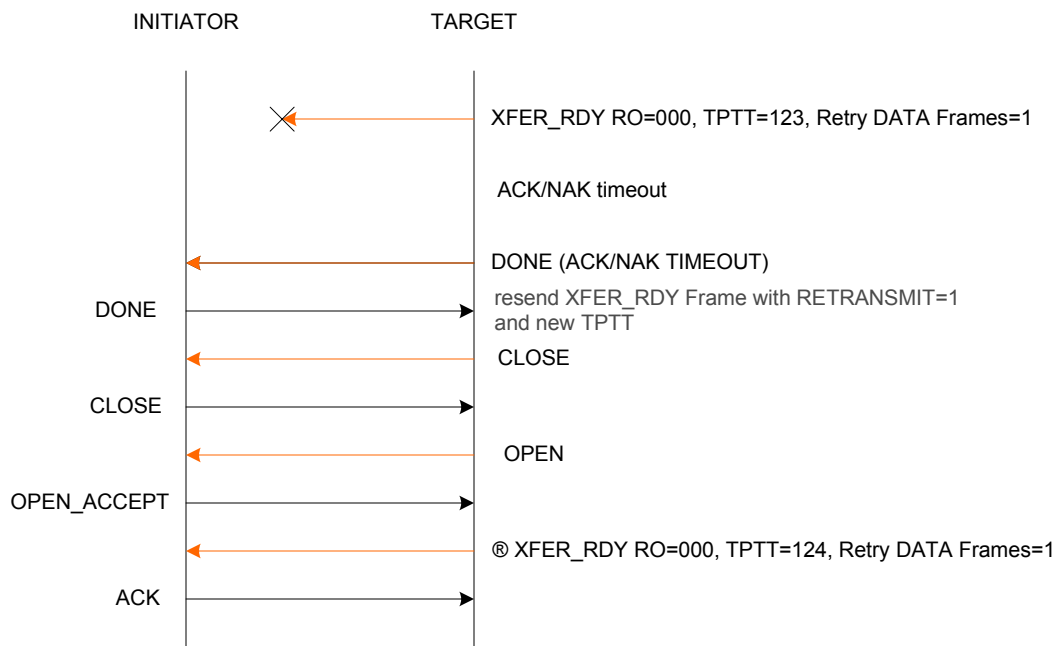 INITIATOR TARGET
XFER_RDY RO=000, TPTT=123, Retry DATA Frames=1
ACK/NAK timeout
DONE (ACK/NAK TIMEOUT)
DONE
resend XFER_RDY Frame with RETRANSMIT=1
and new TPTT
CLOSE
CLOSE
OPEN
OPEN_ACCEPT
® XFER_RDY RO=000, TPTT=124, Retry DATA Frames=1
ACK